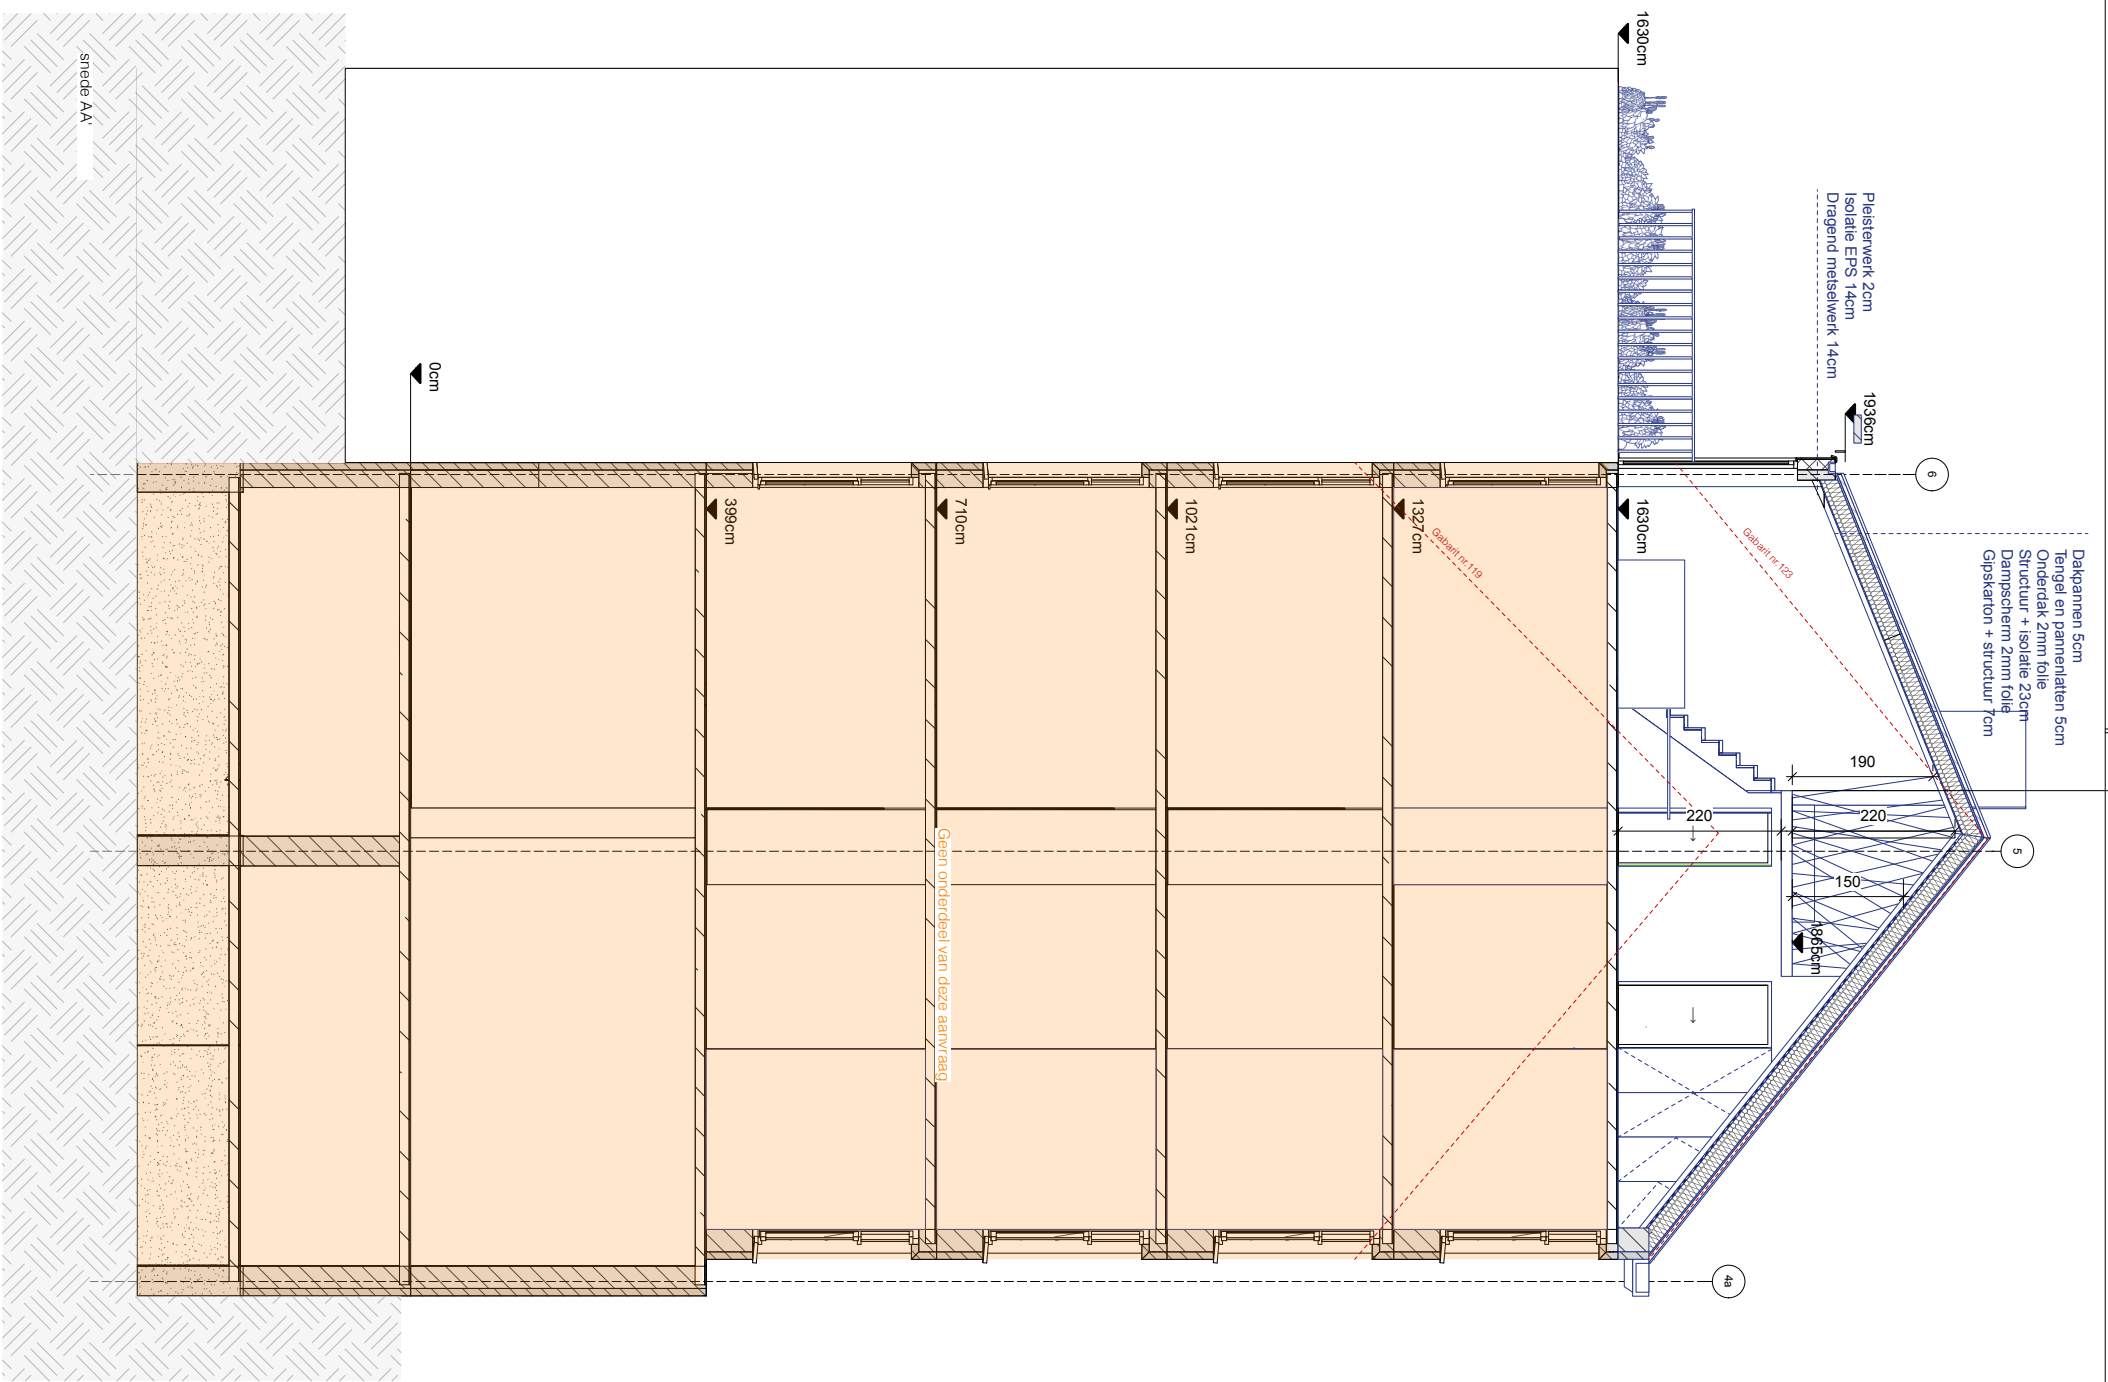 Dakpannen 5cm
Tengel en pannenlatten 5cm
Onderdak 2mm folie
Structuur + isolatie 23cm
Dampscherm 2mm folie
Gipskarton + structuur 7cm
Pleisterwerk 2cm
Isolatie EPS 14cm
Dragend metselwerk 14cm
1936cm
6
5
4a
1630cm
1630cm
Gabarit nr.123
190
220
220
150
1865cm
Gabarit nr.119
1327cm
1021cm
710cm
Geen onderdeel van deze aanvraag
399cm
0cm
snede AA'